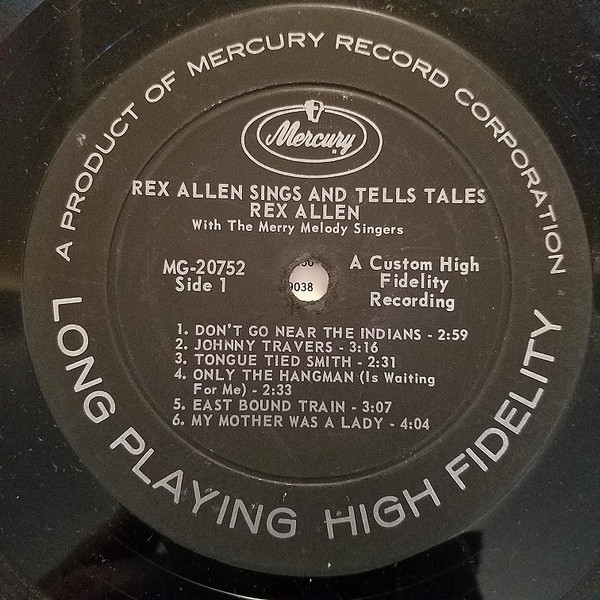 A PRODUCT OF MERCURY RECORD CORPORATION
Mercury
REX ALLEN SINGS AND TELLS TALES
REX ALLEN
With The Merry Melody Singers
MG-20752
Side 1
A Custom High
Fidelity
Recording
9038
1. DON'T GO NEAR THE INDIANS - 2:59
2. JOHNNY TRAVERS - 3:16
3. TONGUE TIED SMITH - 2:31
4. ONLY THE HANGMAN (Is Waiting
For Me) - 2:33
5. EAST BOUND TRAIN - 3:07
6. MY MOTHER WAS A LADY - 4:04
LONG PLAYING HIGH FIDELITY